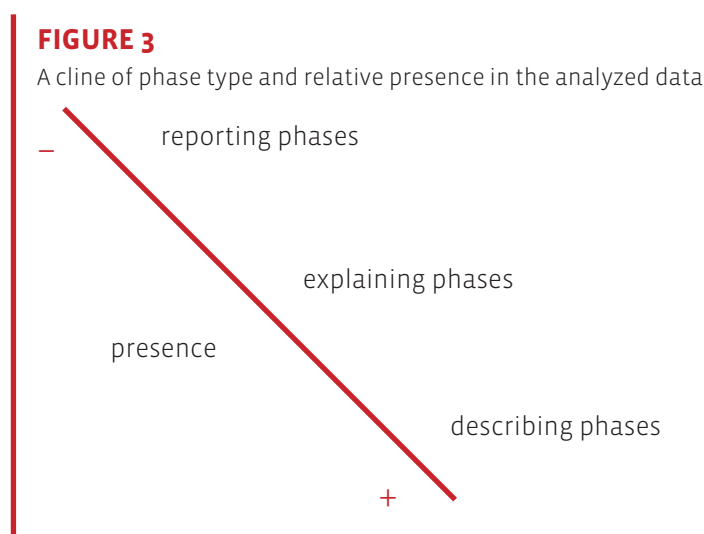 FIGURE 3
A cline of phase type and relative presence in the analyzed data
–
reporting phases
explaining phases
presence
describing phases
+